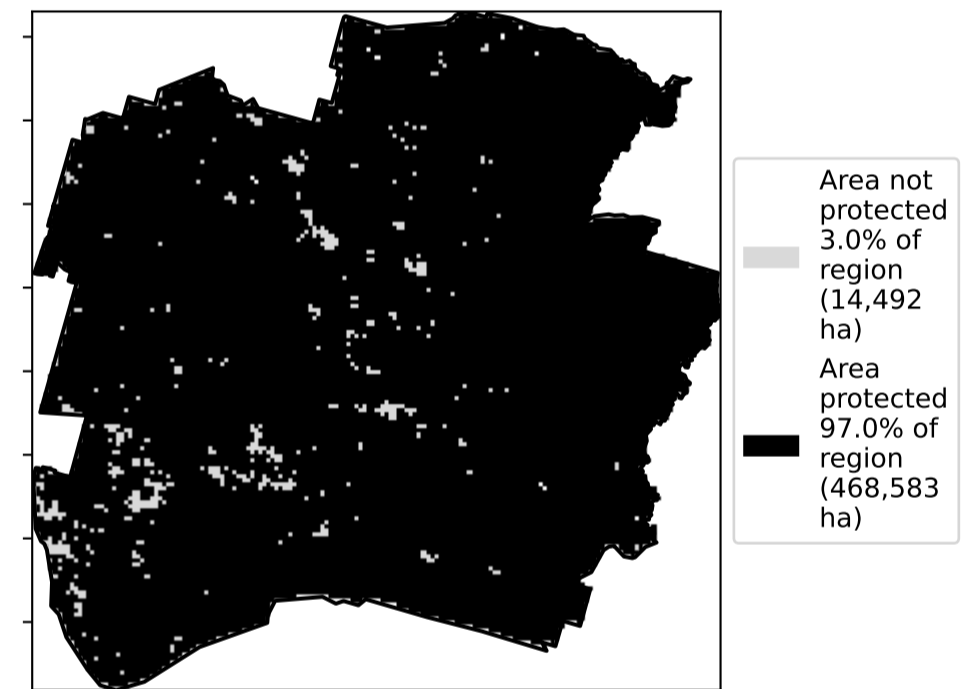 Area not
protected
3.0% of
region
(14,492
ha)
Area
protected
97.0% of
region
(468,583
ha)